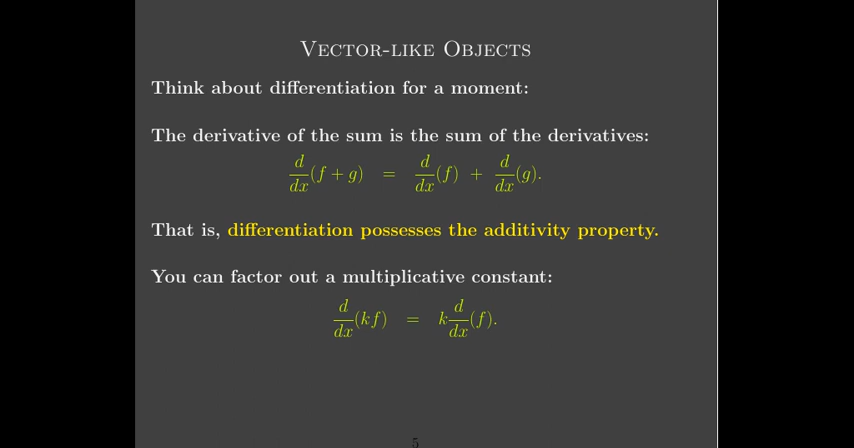 Vector-like Objects
Think about differentiation for a moment:
The derivative of the sum is the sum of the derivatives:
d/dx (f + g) = d/dx (f) + d/dx (g).
That is, differentiation possesses the additivity property.
You can factor out a multiplicative constant:
d/dx (kf) = k d/dx (f).
5